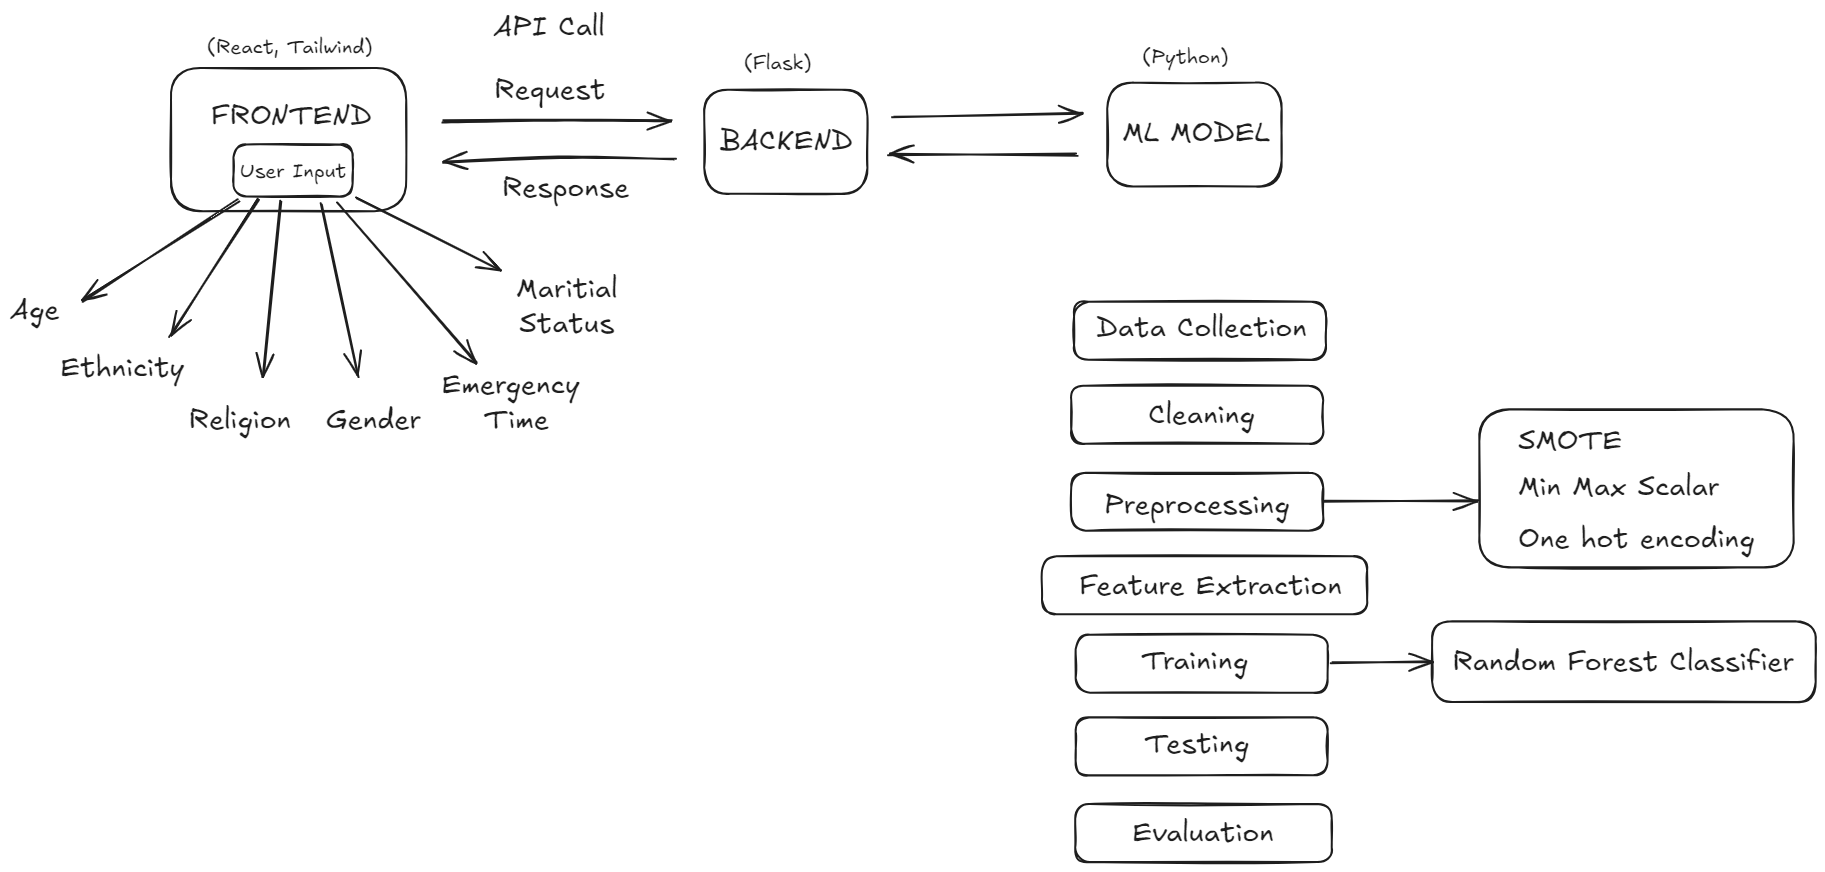 API Call
(React, Tailwind)
(Flask)
(Python)
Request
FRONTEND
BACKEND
ML MODEL
User Input
Response
Age
Ethnicity
Religion
Gender
Emergency
Time
Maritial
Status
Data Collection
Cleaning
Preprocessing
SMOTE
Min Max Scalar
One hot encoding
Feature Extraction
Training
Random Forest Classifier
Testing
Evaluation